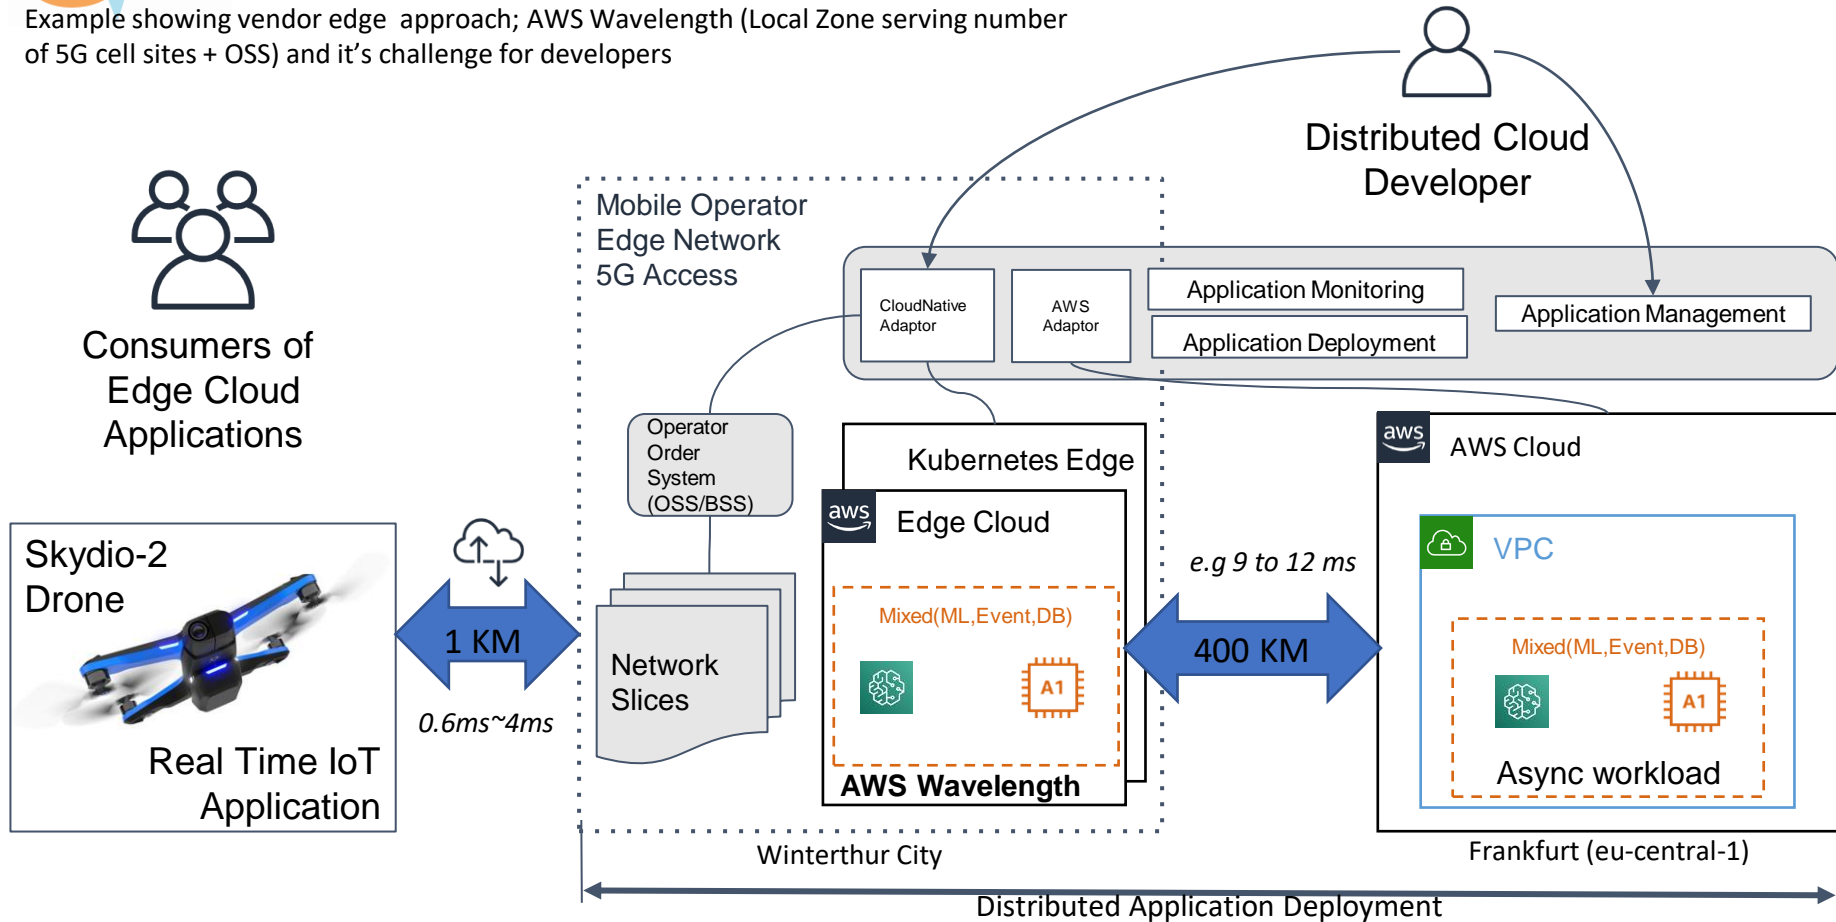 Example showing vendor edge  approach; AWS Wavelength (Local Zone serving number
of 5G cell sites + OSS) and it’s challenge for developers
Distributed Cloud
Developer
Mobile Operator
Edge Network
5G Access
Consumers of
Edge Cloud
Applications
CloudNative
Adaptor
AWS
Adaptor
Application Monitoring
Application Deployment
Application Management
Operator
Order
System
(OSS/BSS)
Kubernetes Edge
aws
Edge Cloud
Mixed(ML,Event,DB)
A1
AWS Wavelength
Network
Slices
Skydio-2
Drone
Real Time IoT
Application
1 KM
0.6ms~4ms
e.g 9 to 12 ms
400 KM
aws
AWS Cloud
VPC
Mixed(ML,Event,DB)
A1
Async workload
Winterthur City
Frankfurt (eu-central-1)
Distributed Application Deployment